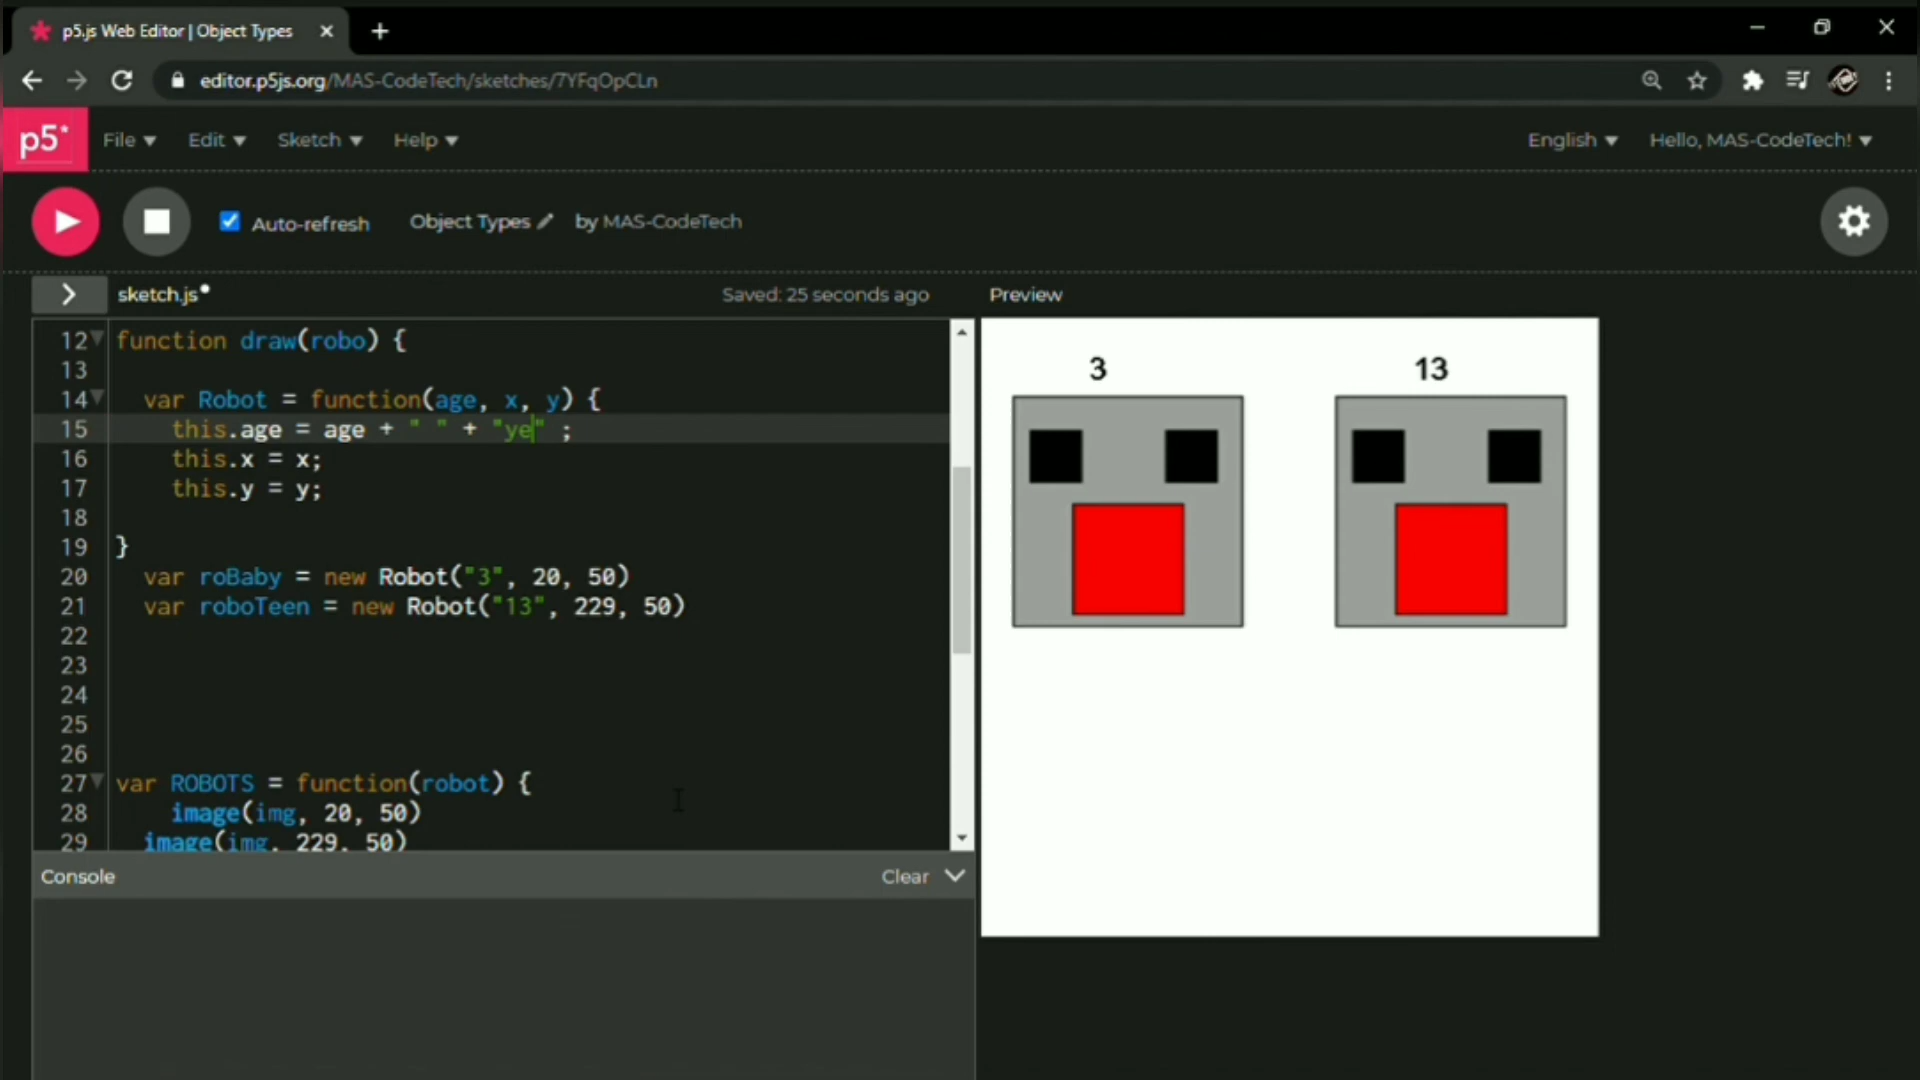 p5.js Web Editor | Object Types
editor.p5js.org/MAS-CodeTech/sketches/7YFqOpCLn
p5* File Edit Sketch Help English Hello, MAS-CodeTech!
Auto-refresh Object Types by MAS-CodeTech
sketch.js Saved: 25 seconds ago Preview
12 function draw(robo) {
13
14 var Robot = function(age, x, y) {
15 this.age = age + " " + "ye" ;
16 this.x = x;
17 this.y = y;
18
19 }
20 var roBaby = new Robot("3", 20, 50)
21 var roboTeen = new Robot("13", 229, 50)
22
23
24
25
26
27 var ROBOTS = function(robot) {
28 image(img, 20, 50)
29 image(img, 229, 50)
Console Clear
3 13